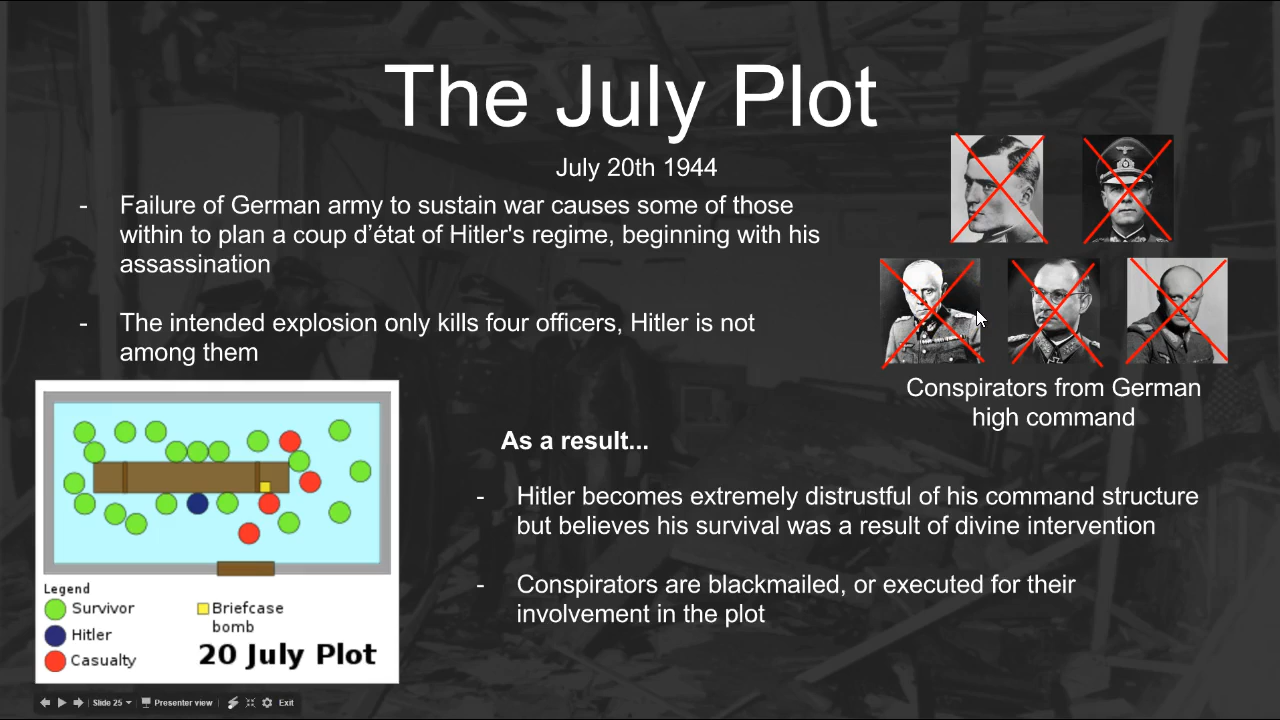 The July Plot
July 20th 1944
- Failure of German army to sustain war causes some of those
within to plan a coup d’état of Hitler's regime, beginning with his
assassination
- The intended explosion only kills four officers, Hitler is not
among them
Conspirators from German
high command
As a result...
- Hitler becomes extremely distrustful of his command structure
but believes his survival was a result of divine intervention
- Conspirators are blackmailed, or executed for their
involvement in the plot
Legend
Survivor
Hitler
Casualty
Briefcase
bomb
20 July Plot
Slide 25
Presenter view
Exit